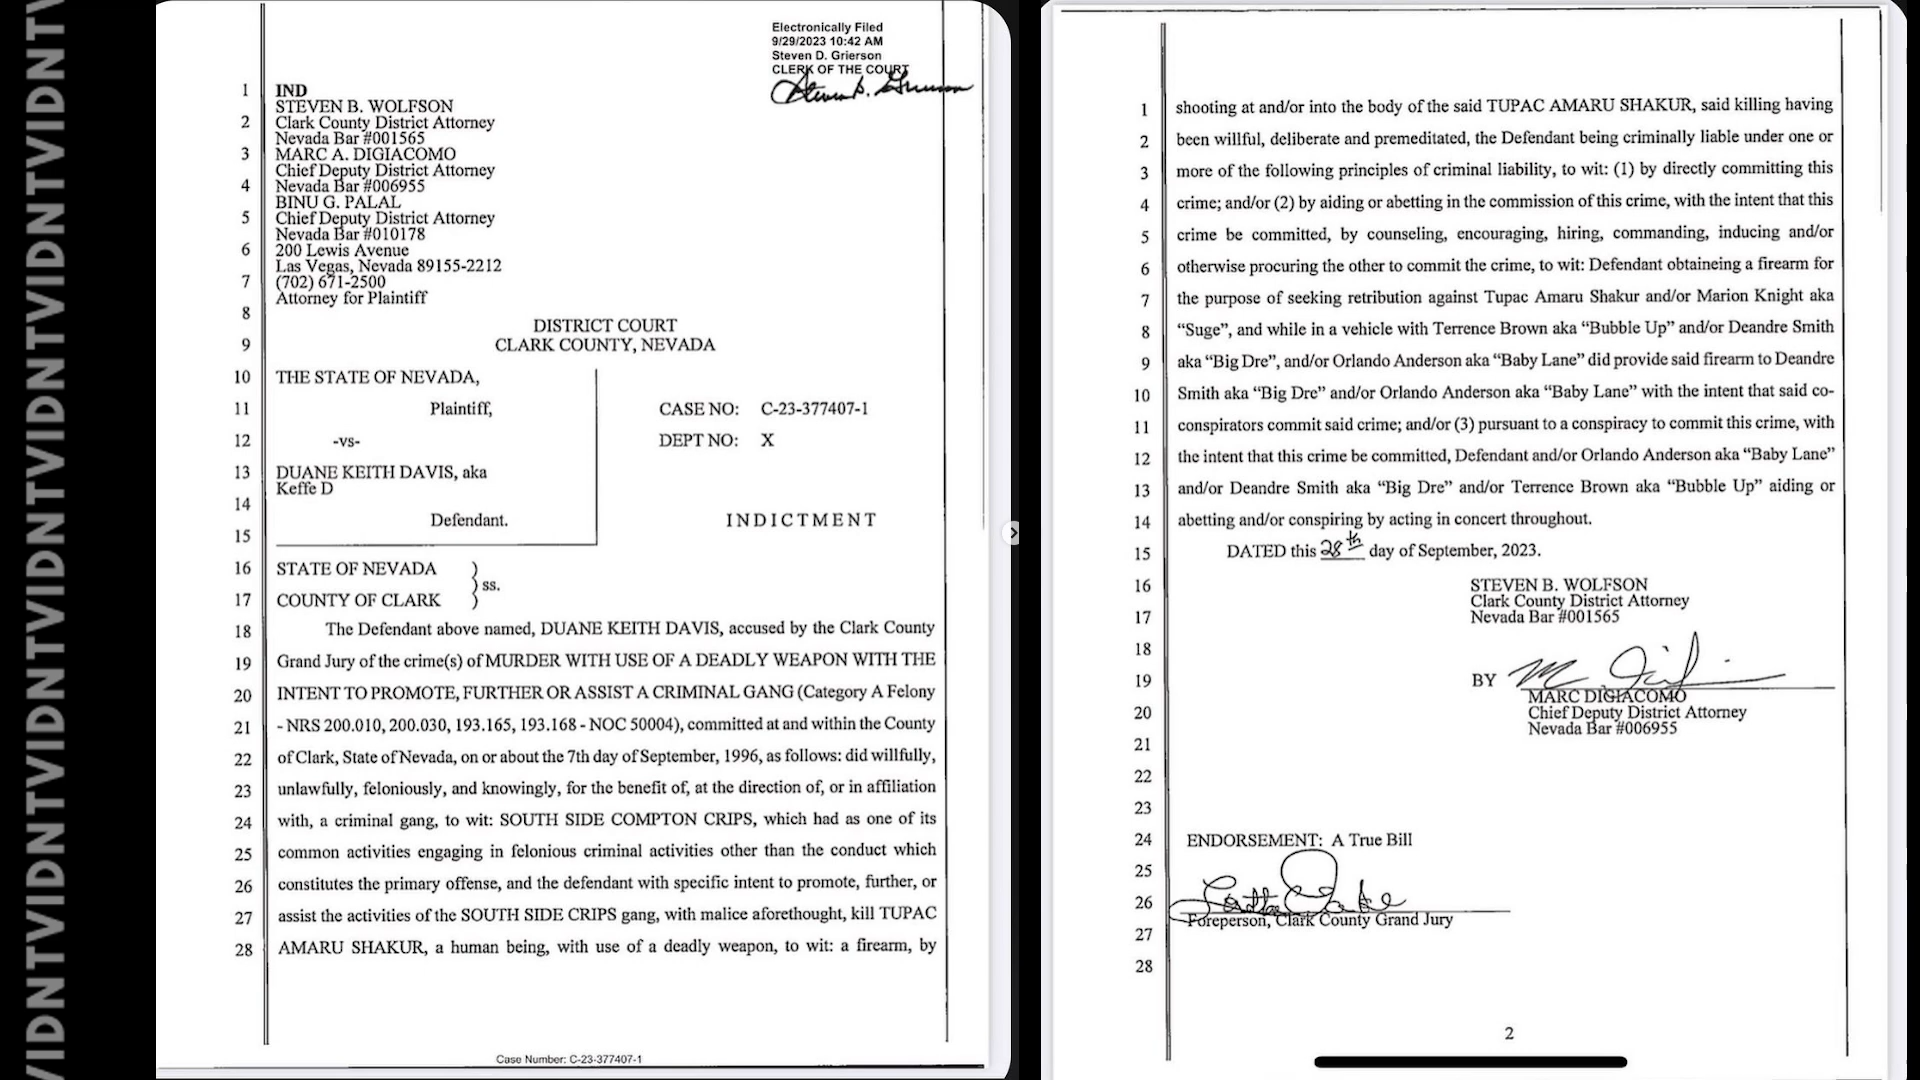 VIDNTVIDNTVIDNTVIDNTVIDNTV
Electronically Filed
9/29/2023 10:42 AM
Steven D. Grierson
CLERK OF THE COURT
1 IND
STEVEN B. WOLFSON
2 Clark County District Attorney
Nevada Bar #001565
3 MARC A. DIGIACOMO
Chief Deputy District Attorney
4 Nevada Bar #006955
BINU G. PALAL
5 Chief Deputy District Attorney
Nevada Bar #010178
6 200 Lewis Avenue
Las Vegas, Nevada 89155-2212
7 (702) 671-2500
Attorney for Plaintiff
8
DISTRICT COURT
9 CLARK COUNTY, NEVADA
10 THE STATE OF NEVADA,
11 Plaintiff, CASE NO: C-23-377407-1
12 -vs- DEPT NO: X
13 DUANE KEITH DAVIS, aka
Keffe D
14
Defendant. INDICTMENT
15
16 STATE OF NEVADA
) ss.
17 COUNTY OF CLARK
18 The Defendant above named, DUANE KEITH DAVIS, accused by the Clark County
19 Grand Jury of the crime(s) of MURDER WITH USE OF A DEADLY WEAPON WITH THE
20 INTENT TO PROMOTE, FURTHER OR ASSIST A CRIMINAL GANG (Category A Felony
21 - NRS 200.010, 200.030, 193.165, 193.168 - NOC 50004), committed at and within the County
22 of Clark, State of Nevada, on or about the 7th day of September, 1996, as follows: did willfully,
23 unlawfully, feloniously, and knowingly, for the benefit of, at the direction of, or in affiliation
24 with, a criminal gang, to wit: SOUTH SIDE COMPTON CRIPS, which had as one of its
25 common activities engaging in felonious criminal activities other than the conduct which
26 constitutes the primary offense, and the defendant with specific intent to promote, further, or
27 assist the activities of the SOUTH SIDE CRIPS gang, with malice aforethought, kill TUPAC
28 AMARU SHAKUR, a human being, with use of a deadly weapon, to wit: a firearm, by
Case Number: C-23-377407-1
1 shooting at and/or into the body of the said TUPAC AMARU SHAKUR, said killing having
2 been willful, deliberate and premeditated, the Defendant being criminally liable under one or
3 more of the following principles of criminal liability, to wit: (1) by directly committing this
4 crime; and/or (2) by aiding or abetting in the commission of this crime, with the intent that this
5 crime be committed, by counseling, encouraging, hiring, commanding, inducing and/or
6 otherwise procuring the other to commit the crime, to wit: Defendant obtaineing a firearm for
7 the purpose of seeking retribution against Tupac Amaru Shakur and/or Marion Knight aka
8 “Suge”, and while in a vehicle with Terrence Brown aka “Bubble Up” and/or Deandre Smith
9 aka “Big Dre”, and/or Orlando Anderson aka “Baby Lane” did provide said firearm to Deandre
10 Smith aka “Big Dre” and/or Orlando Anderson aka “Baby Lane” with the intent that said co-
11 conspirators commit said crime; and/or (3) pursuant to a conspiracy to commit this crime, with
12 the intent that this crime be committed, Defendant and/or Orlando Anderson aka “Baby Lane”
13 and/or Deandre Smith aka “Big Dre” and/or Terrence Brown aka “Bubble Up” aiding or
14 abetting and/or conspiring by acting in concert throughout.
15 DATED this 28th day of September, 2023.
16 STEVEN B. WOLFSON
Clark County District Attorney
17 Nevada Bar #001565
18
19 BY
MARC DIGIACOMO
20 Chief Deputy District Attorney
Nevada Bar #006955
21
22
23
24 ENDORSEMENT: A True Bill
25
26
Foreperson, Clark County Grand Jury
27
28
2